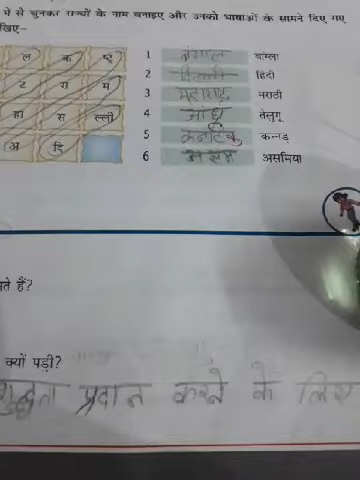 में से चुनकर राज्यों के नाम बनाइए और उनको भाषाओं के सामने दिए गए
खिए-
ल क ष्ट्र
ट रा म
हा स ल्ली
अ दि
1 बंगाल बांग्ला
2 दिल्ली हिंदी
3 महाराष्ट्र मराठी
4 आंध्र तेलुगू
5 कर्नाटक कन्नड़
6 असम असमिया
ते हैं?
क्यों पड़ी?
शुद्धता प्रदान करने के लिए